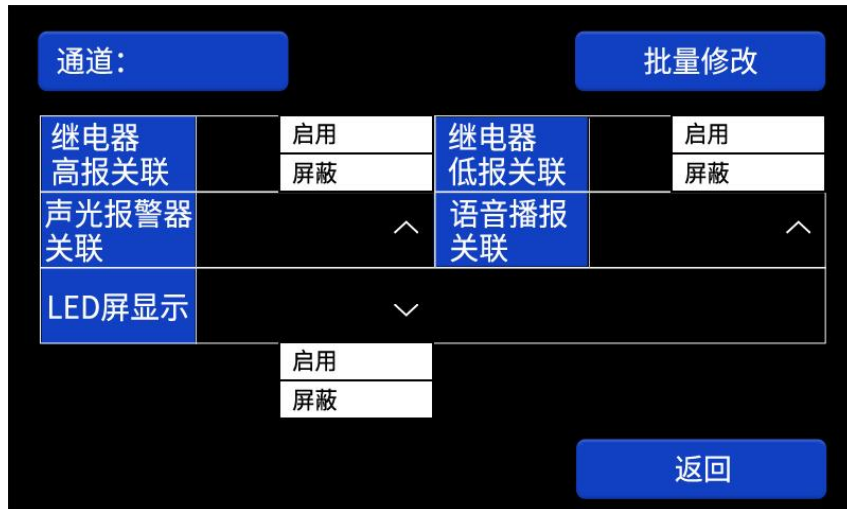 通道：
批量修改
继电器
高报关联
启用
屏蔽
继电器
低报关联
启用
屏蔽
声光报警器
关联
语音播报
关联
LED屏显示
启用
屏蔽
返回